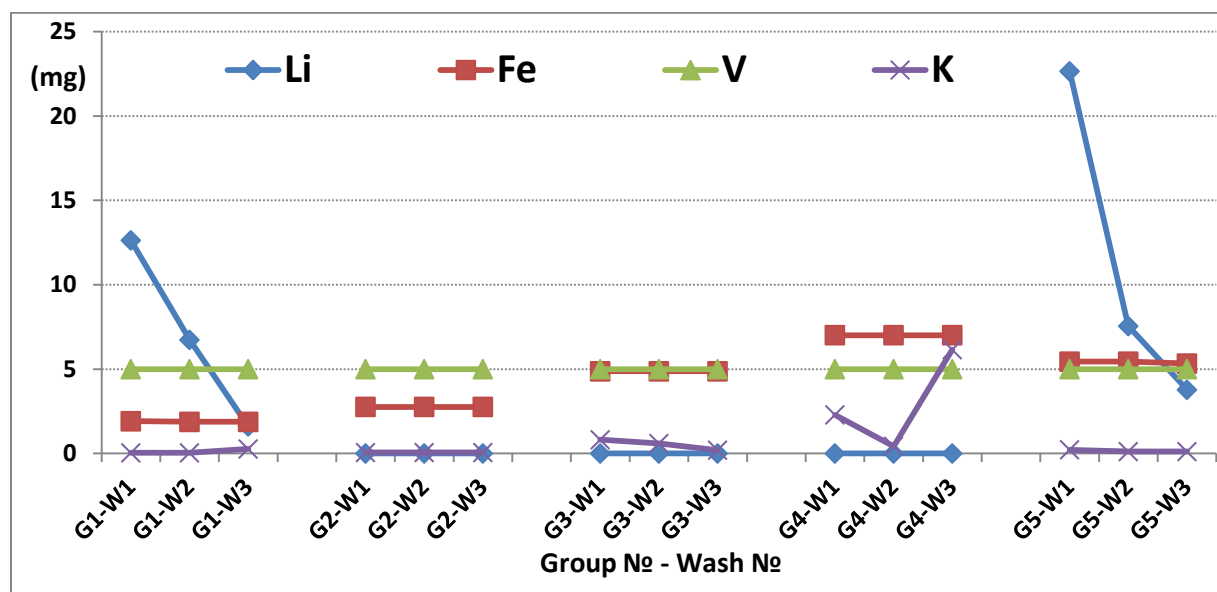 25
(mg)
20
15
10
5
0
Li Fe V K
G1-W1 G1-W2 G1-W3 G2-W1 G2-W2 G2-W3 G3-W1 G3-W2 G3-W3 G4-W1 G4-W2 G4-W3 G5-W1 G5-W2 G5-W3
Group № - Wash №